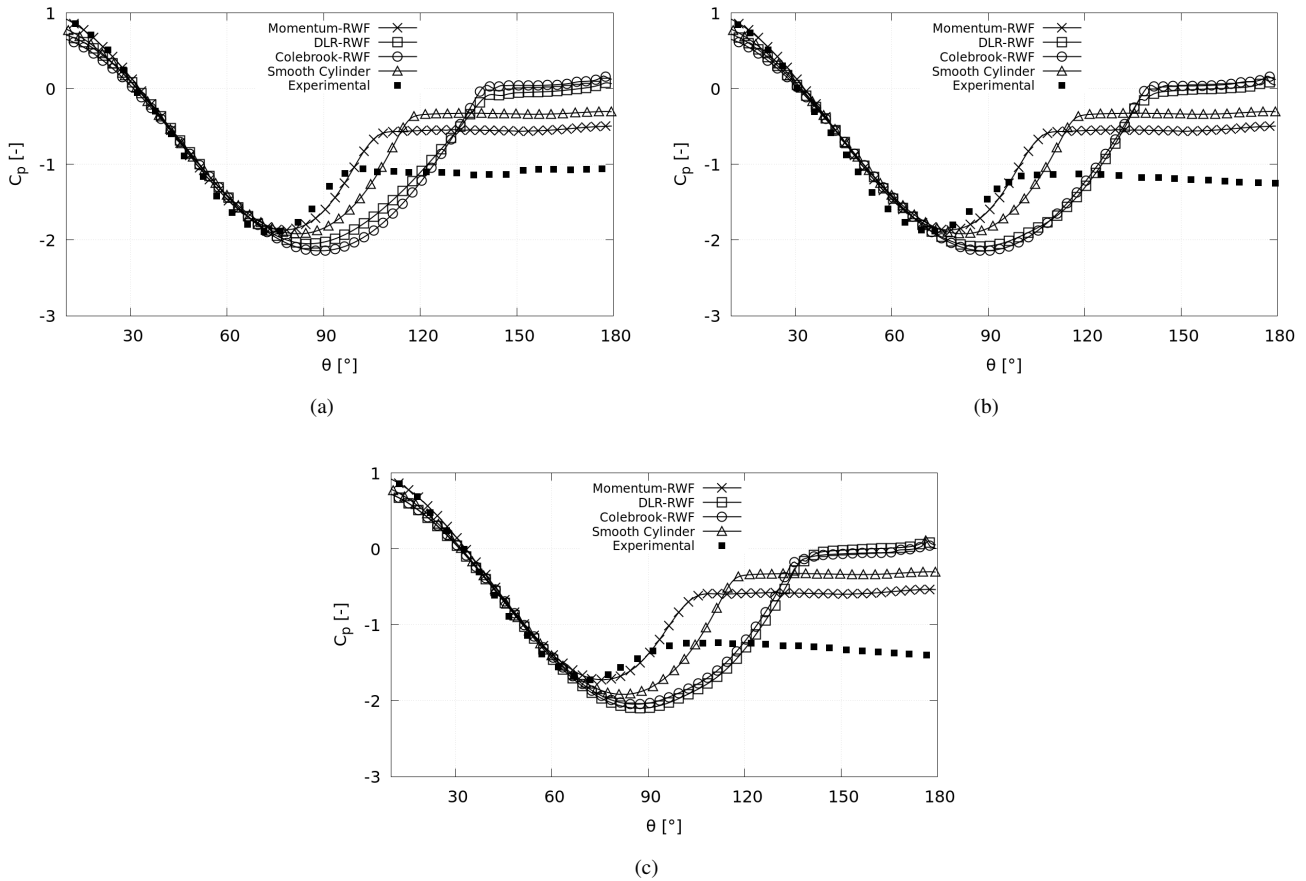 Momentum-RWF
DLR-RWF
Colebrook-RWF
Smooth Cylinder
Experimental
1
0
-1
-2
-3
Cp [-]
30 60 90 120 150 180
θ [°]
(a)
Momentum-RWF
DLR-RWF
Colebrook-RWF
Smooth Cylinder
Experimental
1
0
-1
-2
-3
Cp [-]
30 60 90 120 150 180
θ [°]
(b)
Momentum-RWF
DLR-RWF
Colebrook-RWF
Smooth Cylinder
Experimental
1
0
-1
-2
-3
Cp [-]
30 60 90 120 150 180
θ [°]
(c)